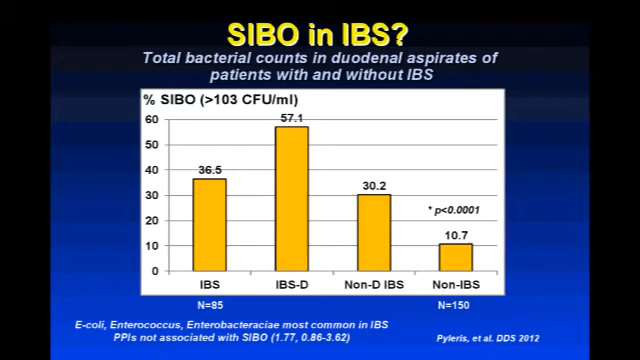 SIBO in IBS?
Total bacterial counts in duodenal aspirates of
patients with and without IBS
% SIBO (>103 CFU/ml)
60
50
40
30
20
10
0
36.5
57.1
30.2
* p<0.0001
10.7
IBS
IBS-D
Non-D IBS
Non-IBS
N=85
N=150
E-coli, Enterococcus, Enterobacteraciae most common in IBS
PPIs not associated with SIBO (1.77, 0.86-3.62)
Pyleris, et al. DDS 2012